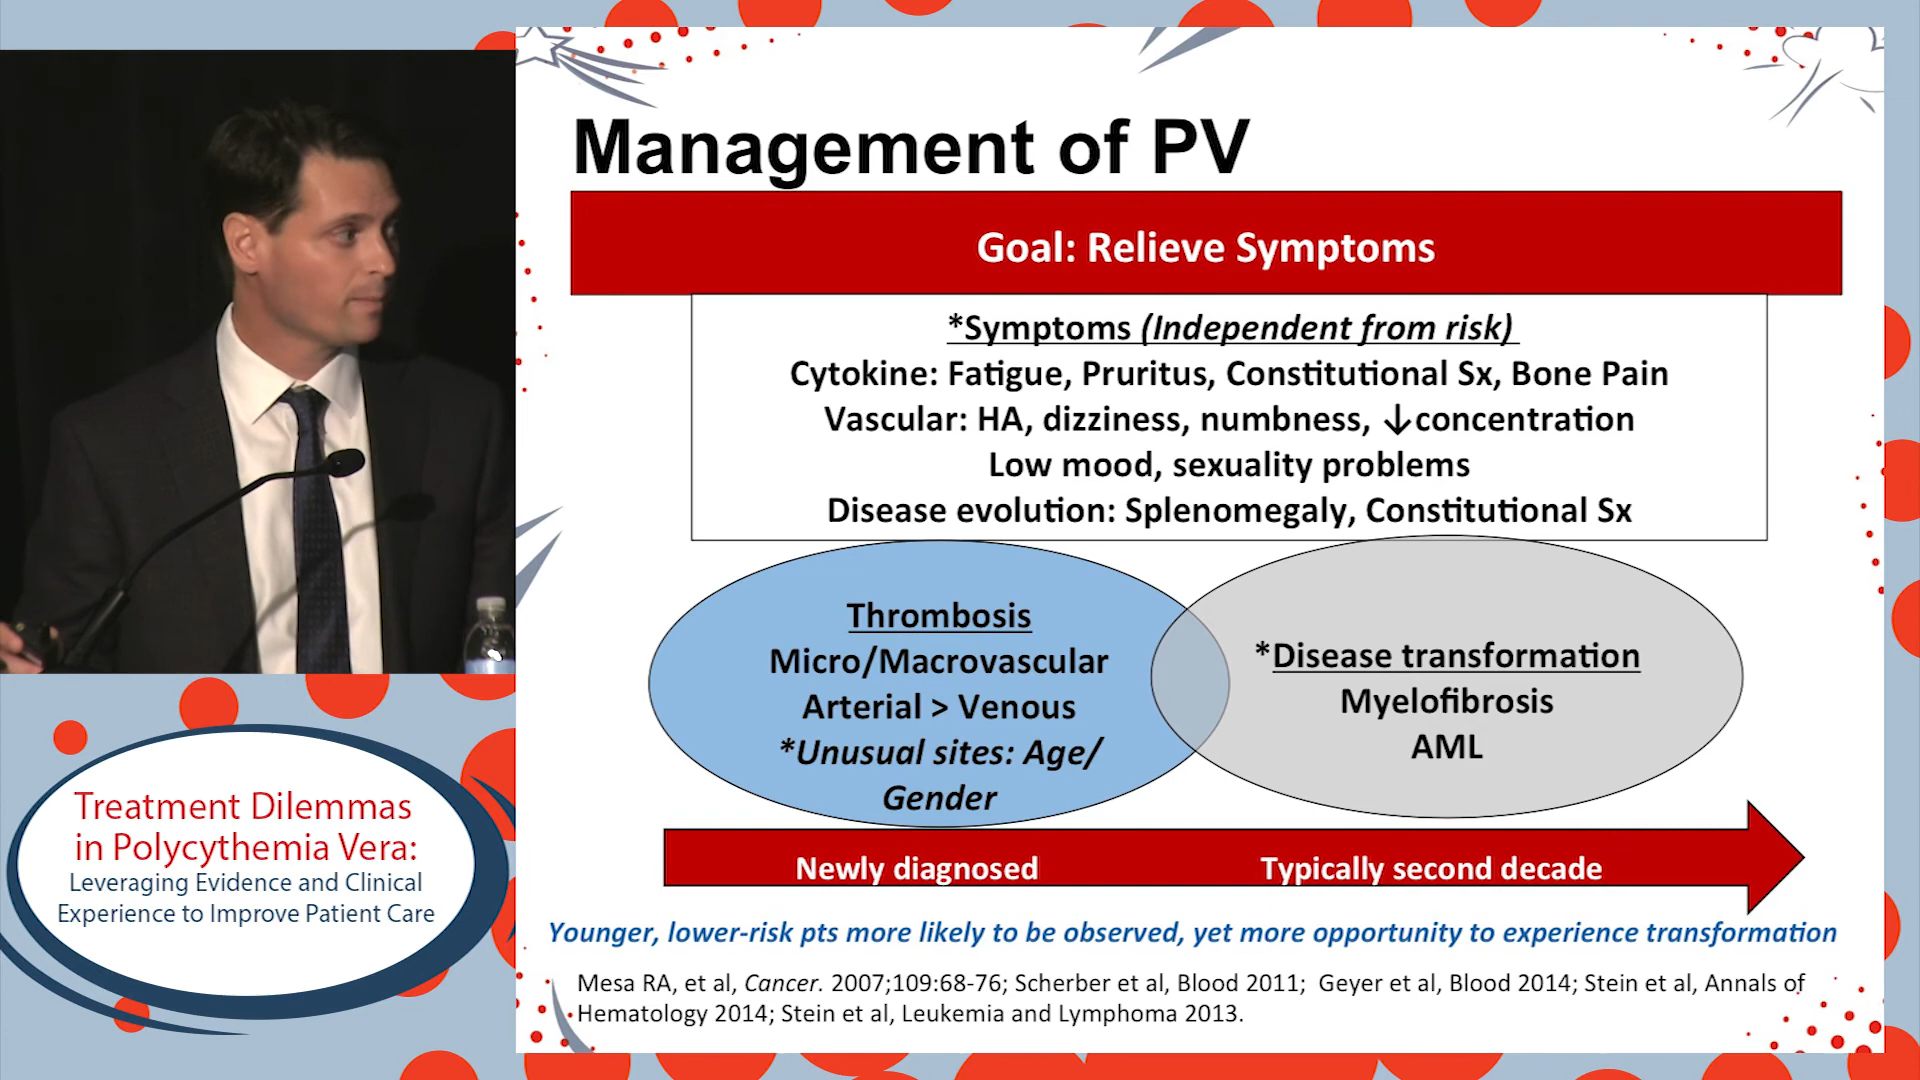 Management of PV
Goal: Relieve Symptoms
*Symptoms (Independent from risk)
Cytokine: Fatigue, Pruritus, Constitutional Sx, Bone Pain
Vascular: HA, dizziness, numbness, ↓concentration
Low mood, sexuality problems
Disease evolution: Splenomegaly, Constitutional Sx
Thrombosis
Micro/Macrovascular
Arterial > Venous
*Unusual sites: Age/
Gender
*Disease transformation
Myelofibrosis
AML
Newly diagnosed
Typically second decade
Younger, lower-risk pts more likely to be observed, yet more opportunity to experience transformation
Mesa RA, et al, Cancer. 2007;109:68-76; Scherber et al, Blood 2011; Geyer et al, Blood 2014; Stein et al, Annals of
Hematology 2014; Stein et al, Leukemia and Lymphoma 2013.
Treatment Dilemmas
in Polycythemia Vera:
Leveraging Evidence and Clinical
Experience to Improve Patient Care